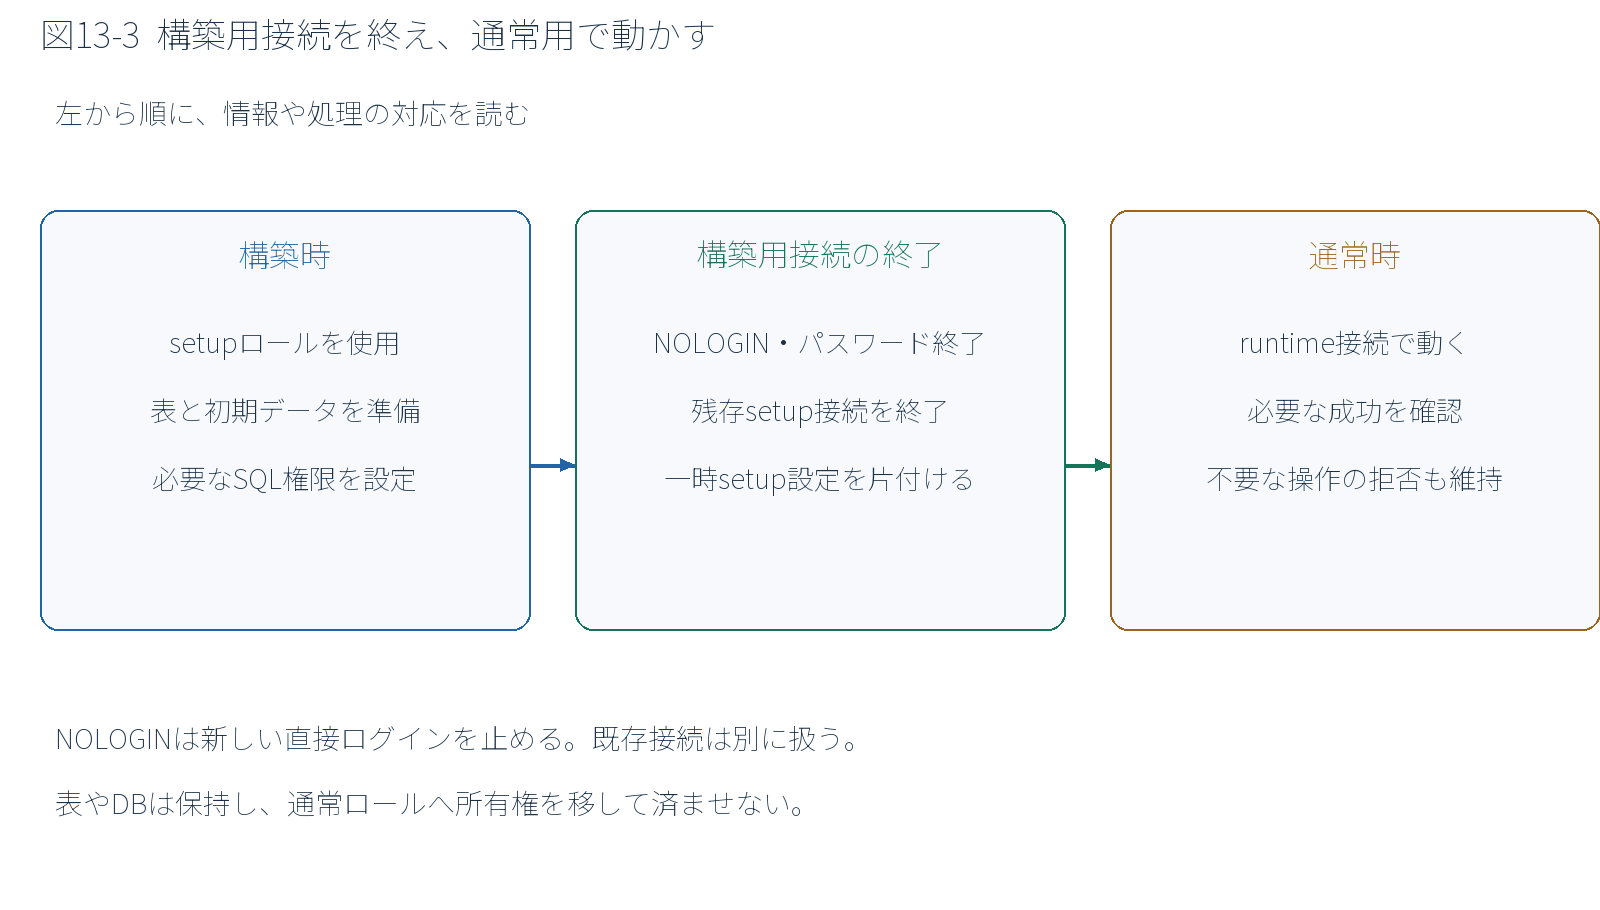 図13-3 構築用接続を終え、通常用で動かす
左から順に、情報や処理の対応を読む
構築時
setupロールを使用
表と初期データを準備
必要なSQL権限を設定
構築用接続の終了
NOLOGIN・パスワード終了
残存setup接続を終了
一時setup設定を片付ける
通常時
runtime接続で動く
必要な成功を確認
不要な操作の拒否も維持
NOLOGINは新しい直接ログインを止める。既存接続は別に扱う。
表やDBは保持し、通常ロールへ所有権を移して済ませない。